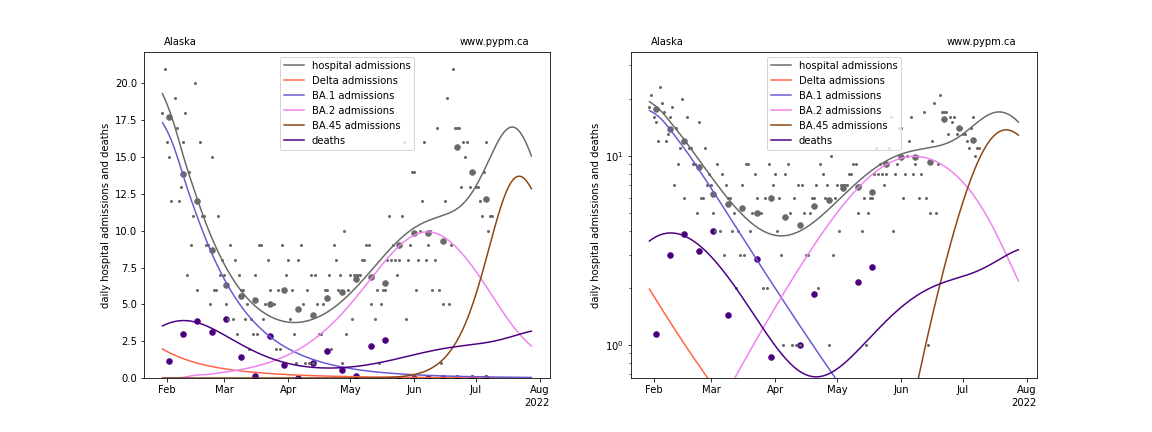 Alaska
www.pypm.ca
hospital admissions
Delta admissions
BA.1 admissions
BA.2 admissions
BA.45 admissions
deaths
daily hospital admissions and deaths
20.0
17.5
15.0
12.5
10.0
7.5
5.0
2.5
0.0
Feb
Mar
Apr
May
Jun
Jul
Aug
2022
Alaska
www.pypm.ca
hospital admissions
Delta admissions
BA.1 admissions
BA.2 admissions
BA.45 admissions
deaths
daily hospital admissions and deaths
10¹
10⁰
Feb
Mar
Apr
May
Jun
Jul
Aug
2022